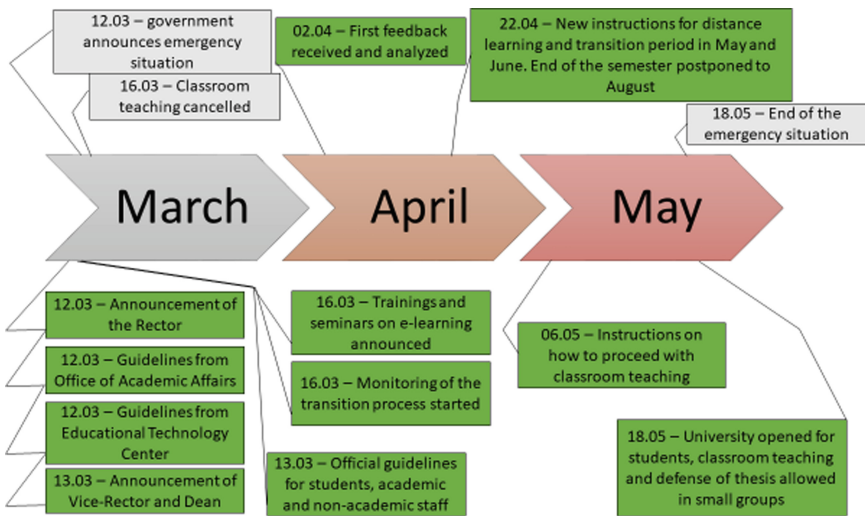 12.03 – government
announces emergency
situation
16.03 – Classroom
teaching cancelled
02.04 – First feedback
received and analyzed
22.04 – New instructions for distance
learning and transition period in May and
June. End of the semester postponed to
August
18.05 – End of the
emergency situation
March
April
May
12.03 – Announcement of
the Rector
12.03 – Guidelines from
Office of Academic Affairs
12.03 – Guidelines from
Educational Technology
Center
13.03 – Announcement of
Vice-Rector and Dean
16.03 – Trainings and
seminars on e-learning
announced
16.03 – Monitoring of the
transition process started
13.03 – Official guidelines
for students, academic
and non-academic staff
06.05 – Instructions on
how to proceed with
classroom teaching
18.05 – University opened for
students, classroom teaching
and defense of thesis allowed
in small groups